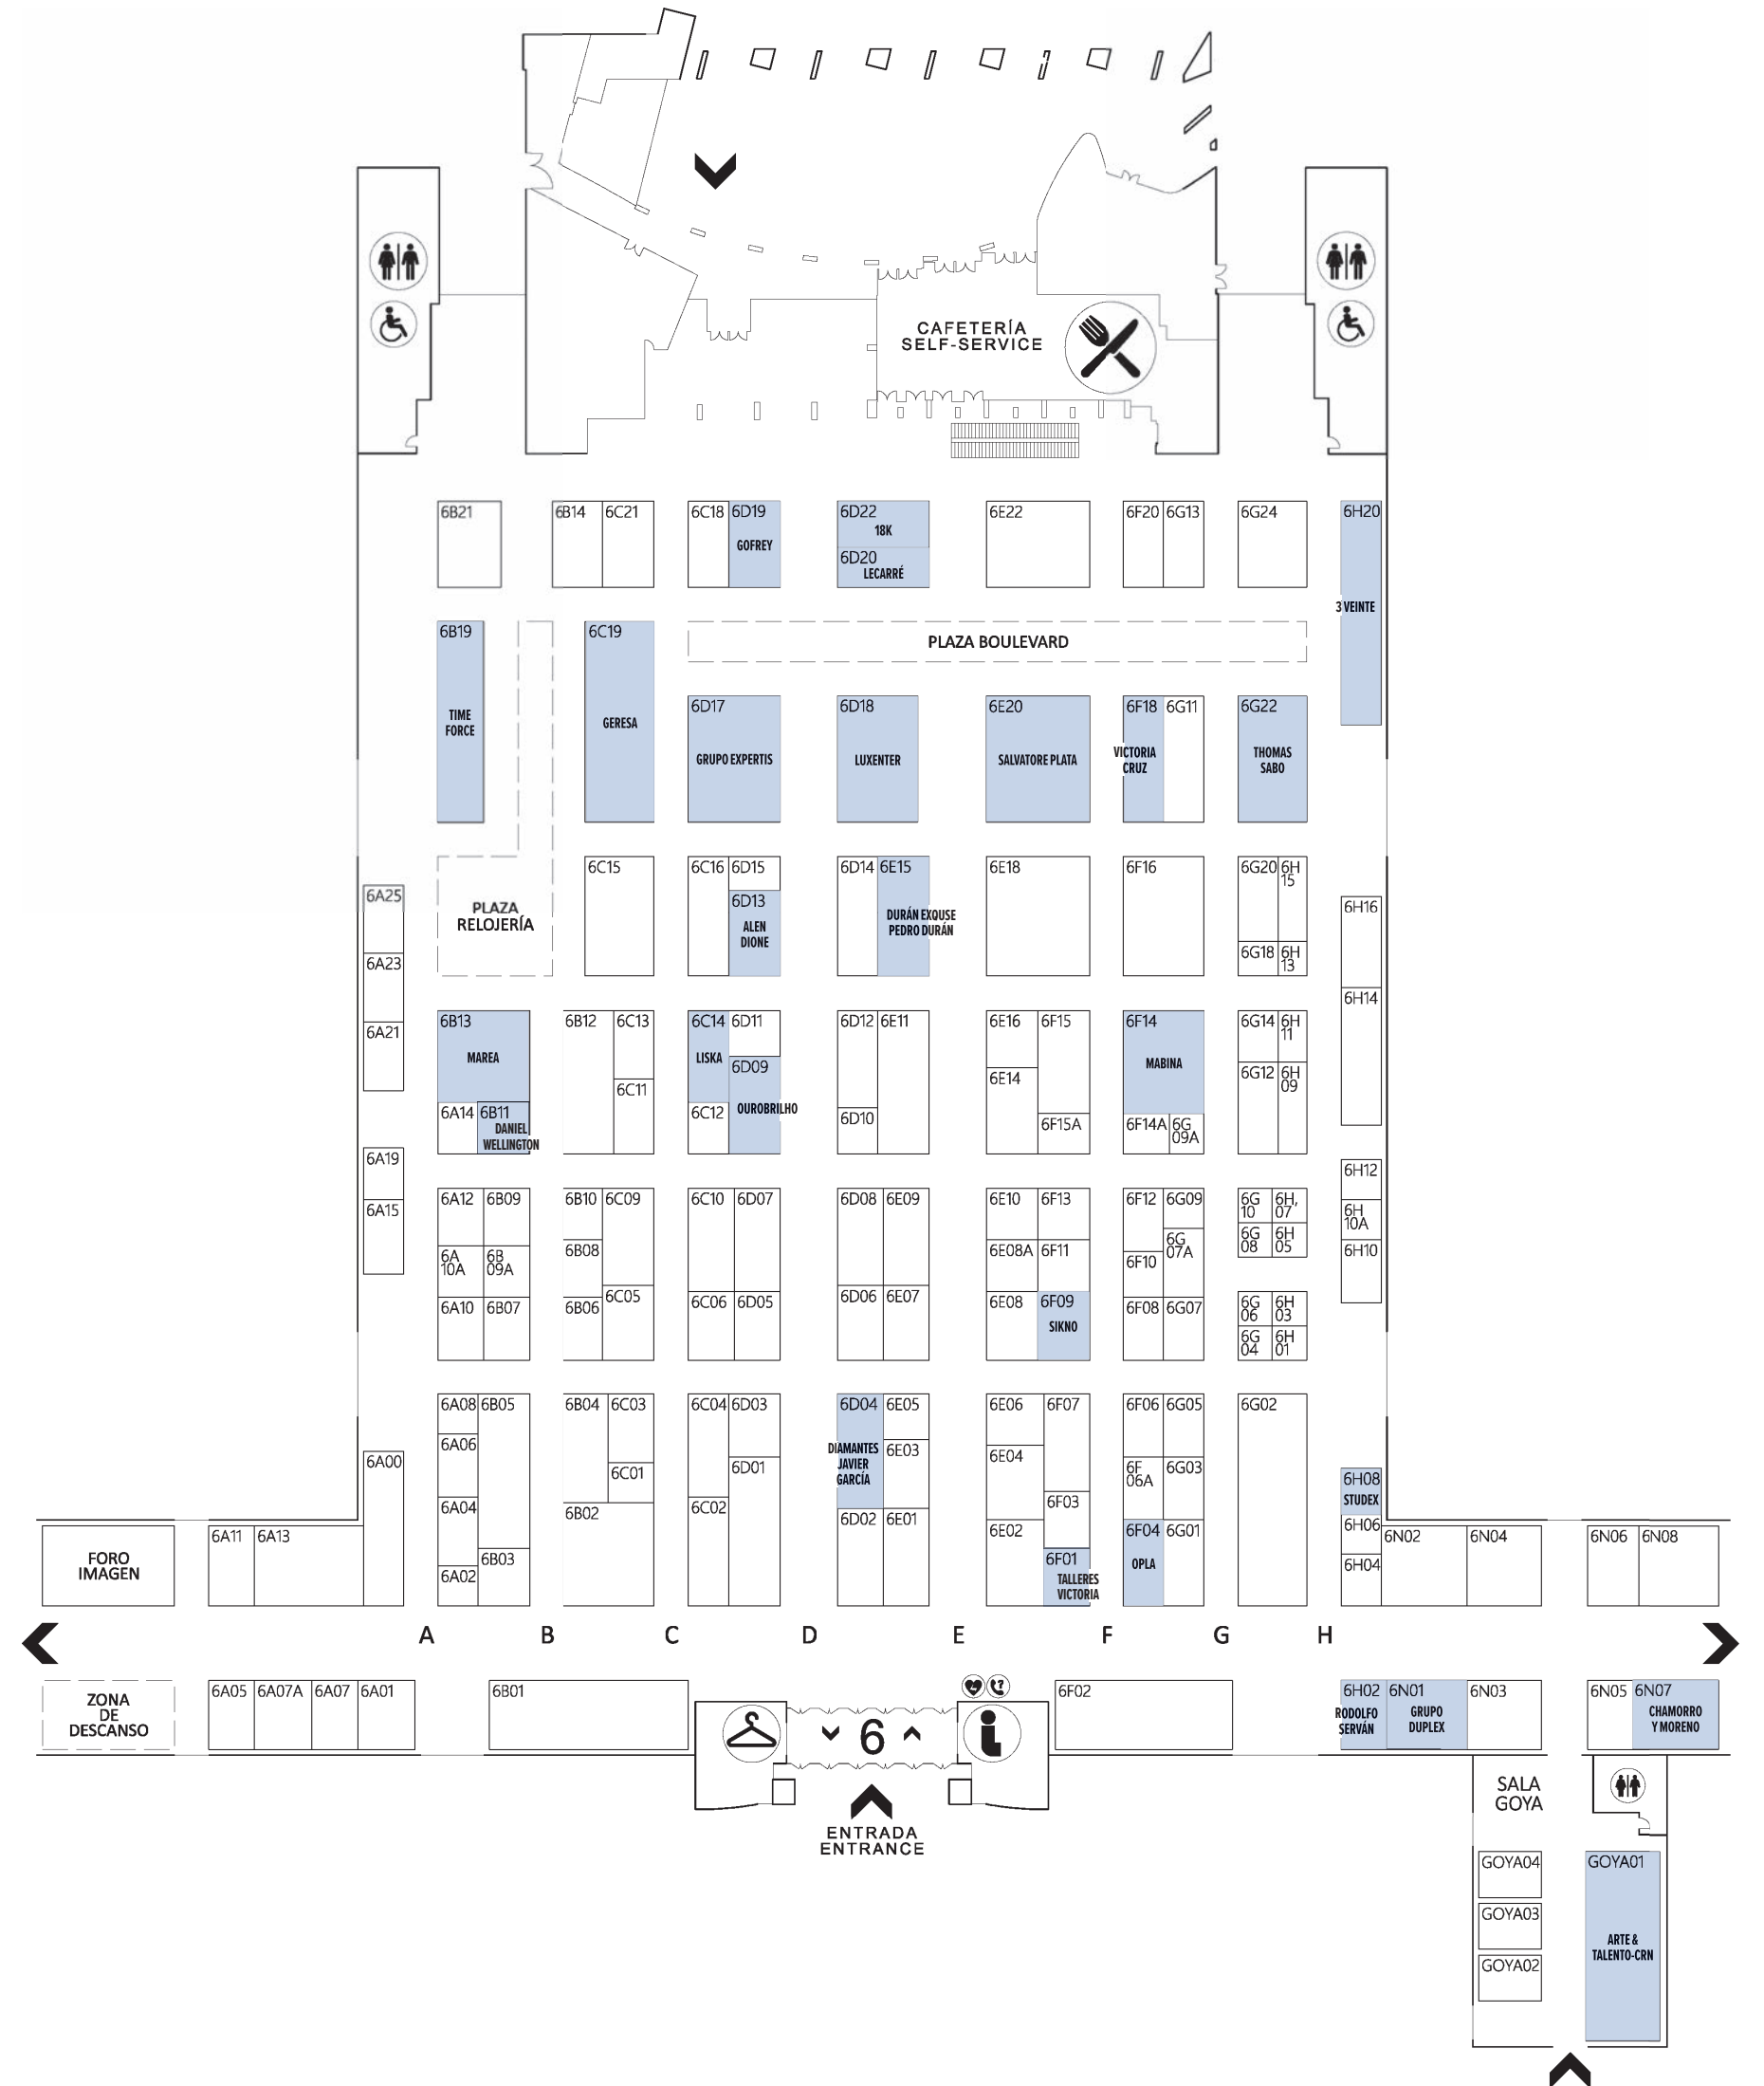 CAFETERÍA
SELF-SERVICE
6B21
6B14
6C21
6C18
6D19
GOFREY
6D22
18K
6D20
LECARRÉ
6E22
6F20
6G13
6G24
6H20
3 VEINTE
6B19
TIME
FORCE
6C19
GERESA
PLAZA BOULEVARD
6D17
GRUPO EXPERTIS
6D18
LUXENTER
6E20
SALVATORE PLATA
6F18
VICTORIA
CRUZ
6G11
6G22
THOMAS
SABO
6A25
6A23
6A21
PLAZA
RELOJERÍA
6C15
6C16
6D15
6D13
ALEN
DIONE
6D14
6E15
DURÁN EXQUSE
PEDRO DURÁN
6E18
6F16
6G20
6H
15
6G18
6H
13
6H16
6H14
6B13
MAREA
6A14
6B11
DANIEL
WELLINGTON
6B12
6C13
6C11
6C14
LISKA
6D11
6D09
OUROBRILHO
6C12
6D12
6E11
6D10
6E16
6F15
6E14
6F15A
6F14
MABINA
6F14A
6G
09A
6G14
6H
11
6G12
6H
09
6A19
6A15
6H12
6H
10A
6H10
6A12
6B09
6A
10A
6B
09A
6A10
6B07
6B10
6C09
6B08
6B06
6C05
6C10
6D07
6C06
6D05
6D08
6E09
6D06
6E07
6E10
6F13
6E08A
6F11
6E08
6F09
SIKNO
6F12
6G09
6G
07A
6F10
6F08
6G07
6G
10
6H,
07
6G
08
6H
05
6G
06
6H
03
6G
04
6H
01
6A00
6A08
6B05
6A06
6A04
6A02
6B03
6B04
6C03
6C01
6B02
6C04
6D03
6D01
6C02
6D04
DIAMANTES
JAVIER
GARCÍA
6E05
6E03
6D02
6E01
6E06
6F07
6E04
6F03
6E02
6F01
TALLERES
VICTORIA
6F06
6G05
6F
06A
6G03
6F04
OPLA
6G01
6G02
6H08
STUDEX
6H06
6H04
6N02
6N04
6N06
6N08
FORO
IMAGEN
6A11
6A13
A
B
C
D
E
F
G
H
ZONA
DE
DESCANSO
6A05
6A07A
6A07
6A01
6B01
6
6F02
6H02
RODOLFO
SERVÁN
6N01
GRUPO
DUPLEX
6N03
6N05
6N07
CHAMORRO
Y MORENO
ENTRADA
ENTRANCE
SALA
GOYA
GOYA04
GOYA03
GOYA02
GOYA01
ARTE &
TALENTO-CRN